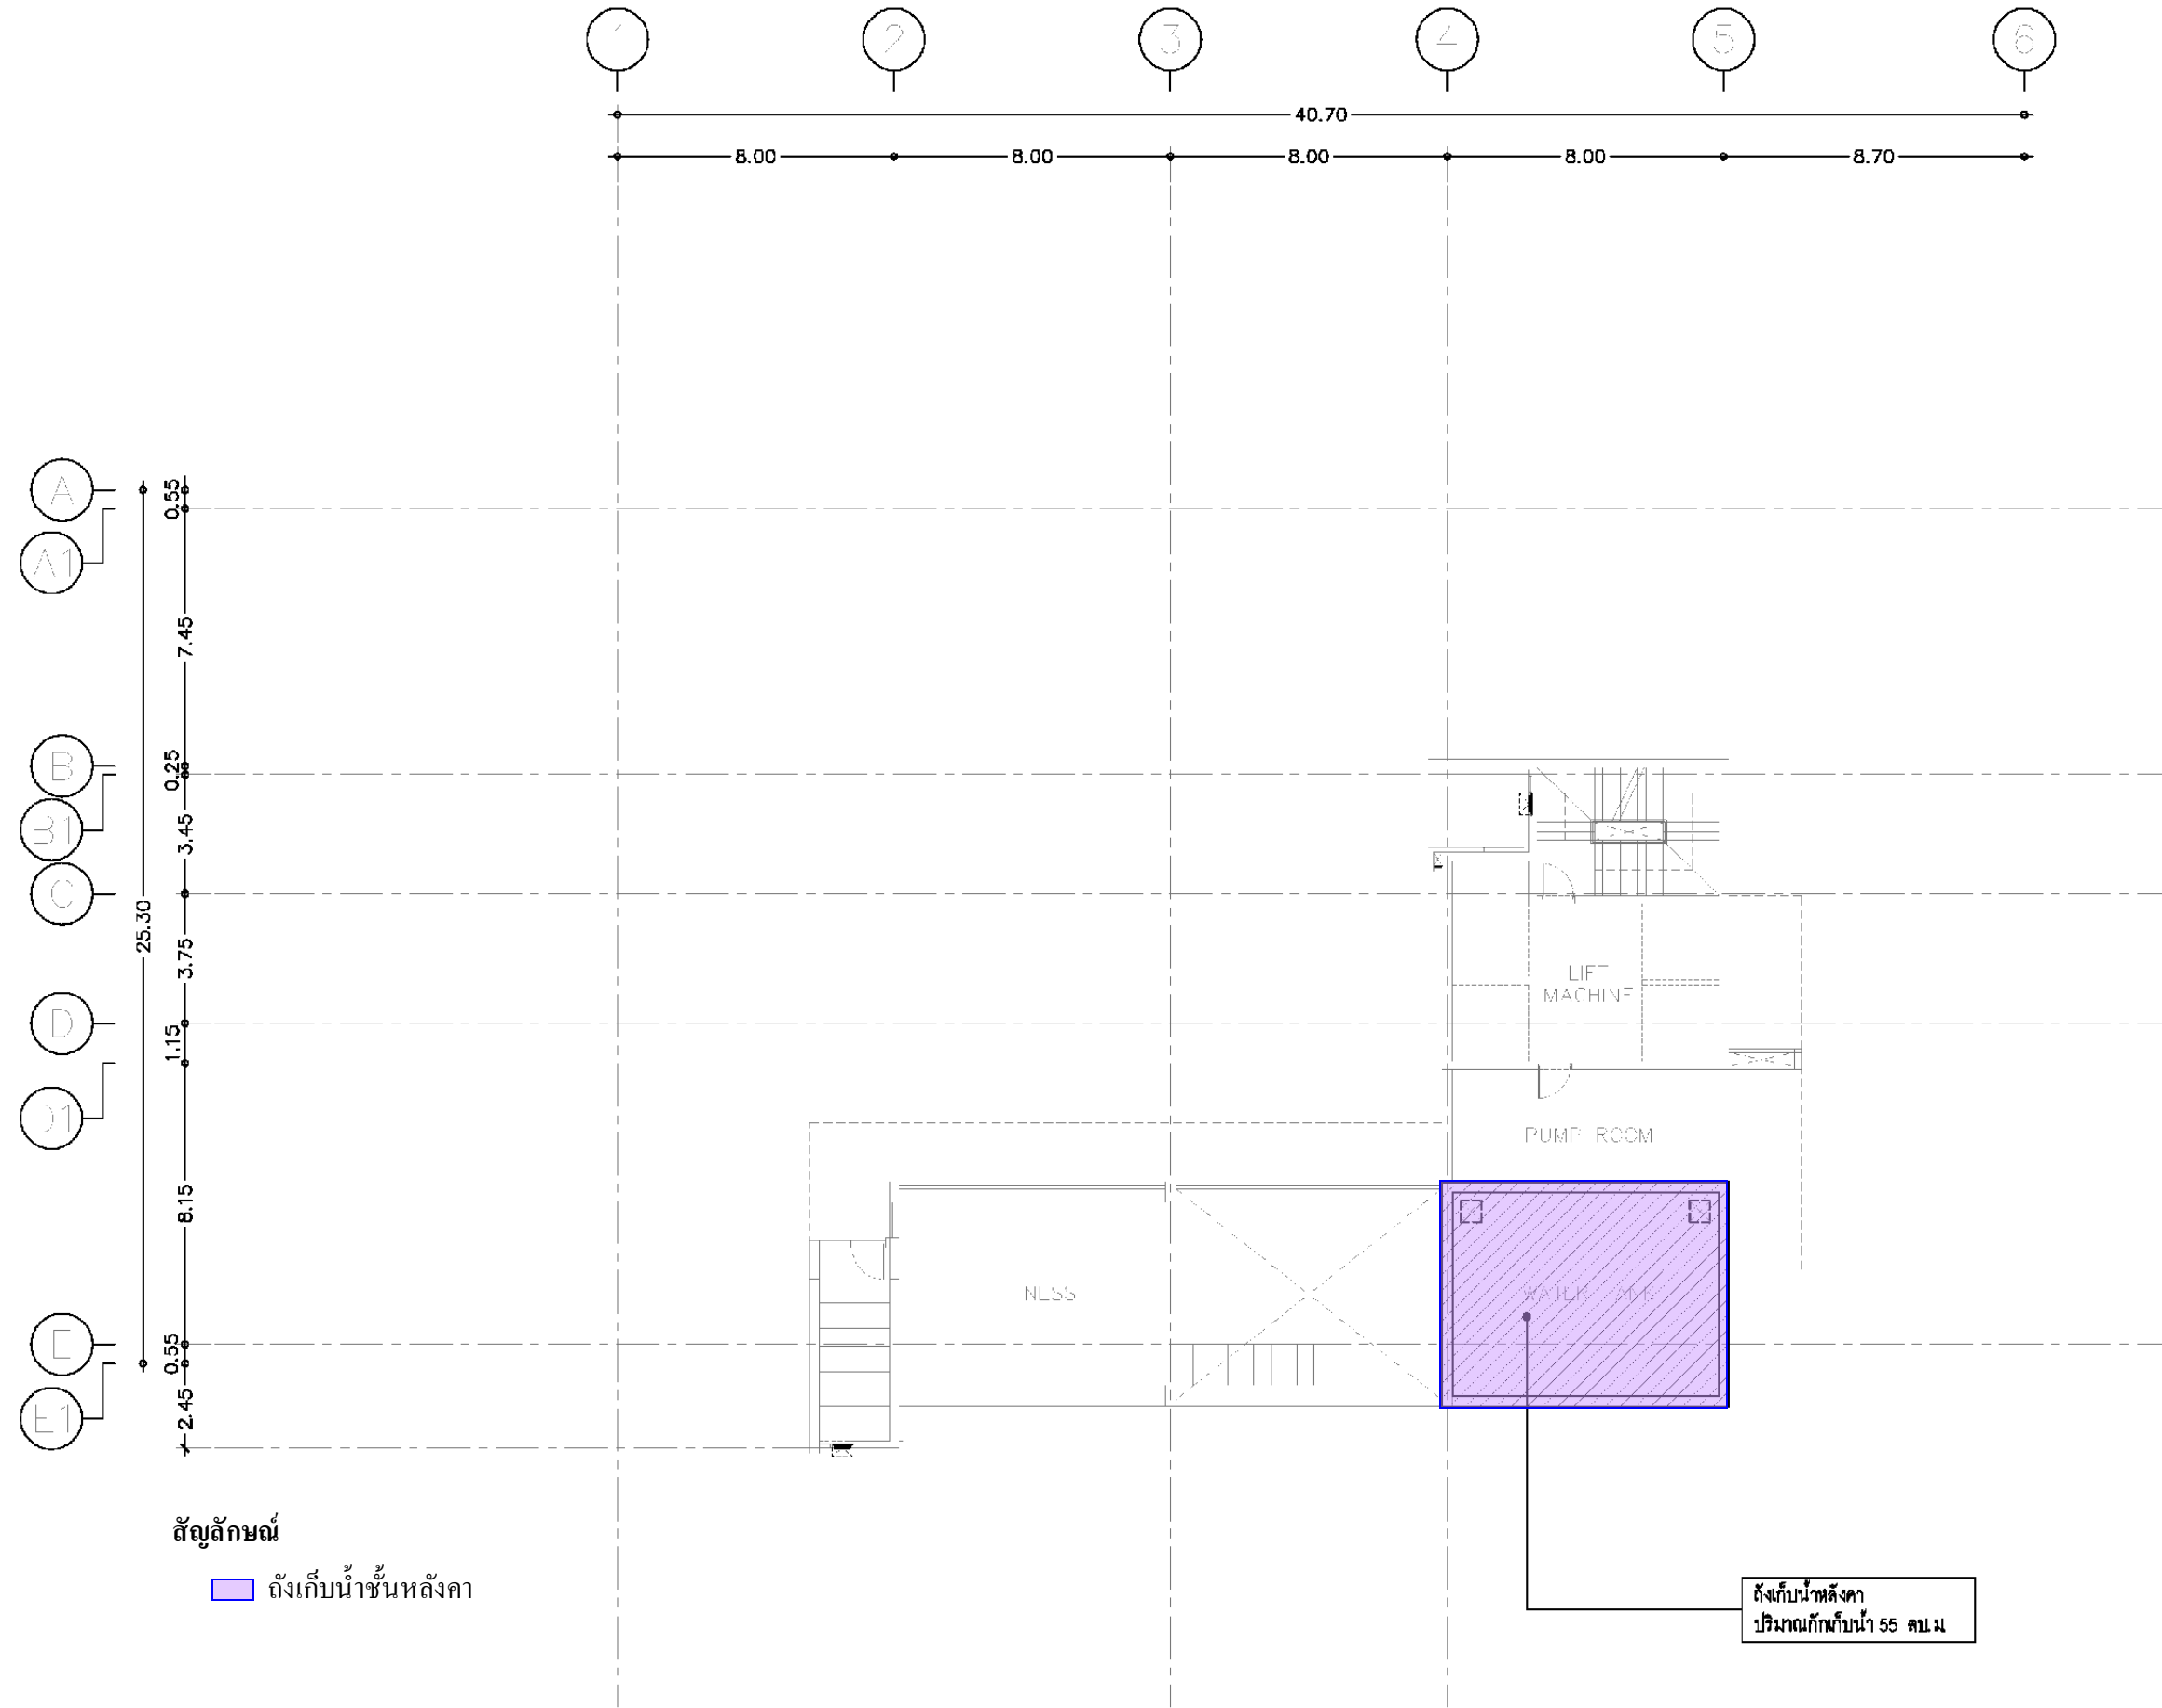 1 2 3 4 5 6
40.70
8.00 8.00 8.00 8.00 8.70
A
0.55
A1
7.45
B
0.25
B1
3.45
C
25.30
3.75
LIFT
MACHINE
D
1.15
D1
PUMP ROOM
8.15
NESS
WATER TANK
E
0.55
E1
2.45
สัญลักษณ์
ถังเก็บน้ำชั้นหลังคา
ถังเก็บน้ำหลังคา
ปริมาณกักเก็บน้ำ 55 ลบ.ม.